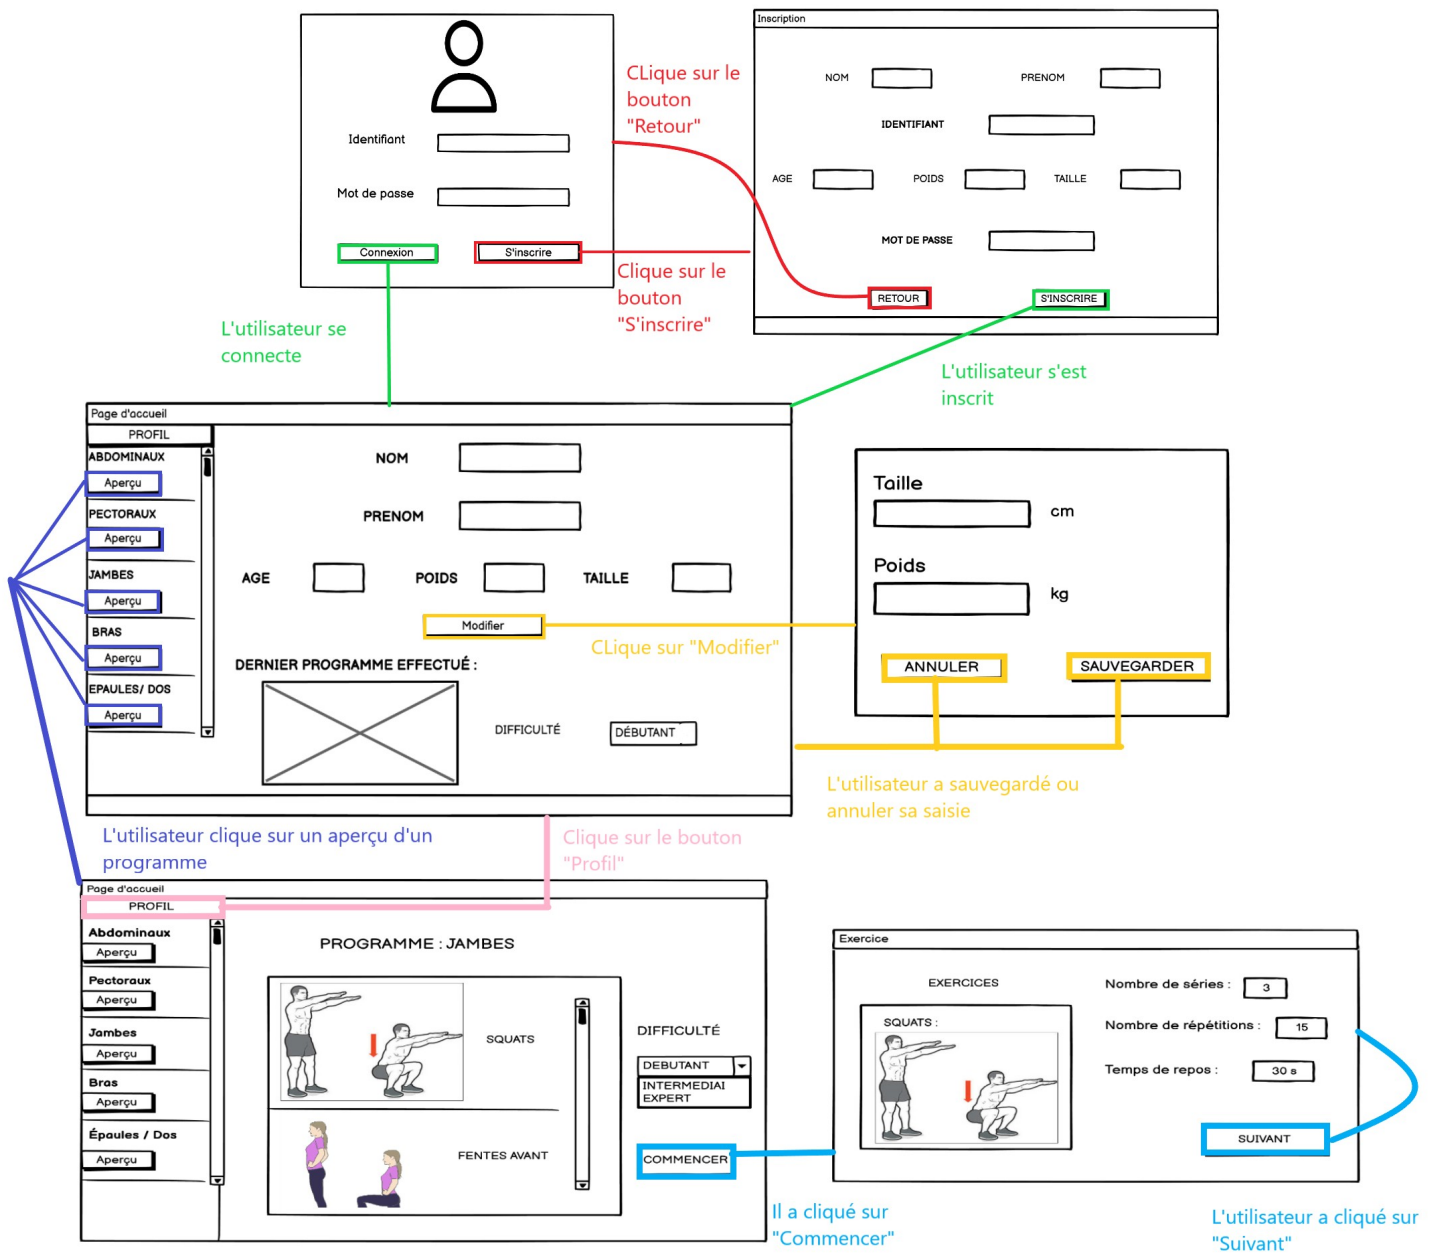 Identifiant
Mot de passe
Connexion
S'inscrire
CLique sur le
bouton
"Retour"
Clique sur le
bouton
"S'inscrire"
Inscription
NOM
PRENOM
IDENTIFIANT
AGE
POIDS
TAILLE
MOT DE PASSE
RETOUR
S'INSCRIRE
L'utilisateur se
connecte
L'utilisateur s'est
inscrit
Page d'accueil
PROFIL
ABDOMINAUX
Aperçu
PECTORAUX
Aperçu
JAMBES
Aperçu
BRAS
Aperçu
EPAULES/ DOS
Aperçu
NOM
PRENOM
AGE
POIDS
TAILLE
Modifier
CLique sur "Modifier"
DERNIER PROGRAMME EFFECTUÉ :
DIFFICULTÉ
DÉBUTANT
Taille
cm
Poids
kg
ANNULER
SAUVEGARDER
L'utilisateur a sauvegardé ou
annuler sa saisie
L'utilisateur clique sur un aperçu d'un
programme
Clique sur le bouton
"Profil"
Page d'accueil
PROFIL
Abdominaux
Aperçu
Pectoraux
Aperçu
Jambes
Aperçu
Bras
Aperçu
Épaules / Dos
Aperçu
PROGRAMME : JAMBES
SQUATS
FENTES AVANT
DIFFICULTÉ
DEBUTANT
INTERMEDIAI
EXPERT
COMMENCER
Il a cliqué sur
"Commencer"
Exercice
EXERCICES
SQUATS :
Nombre de séries :
3
Nombre de répétitions :
15
Temps de repos :
30 s
SUIVANT
L'utilisateur a cliqué sur
"Suivant"